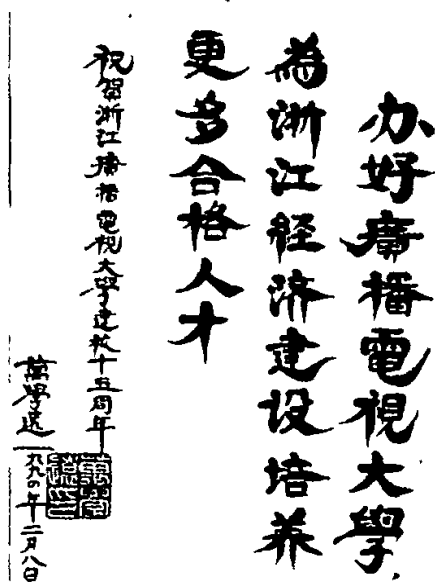 办好廣播電視大學，
為浙江经济建设培养
更多合格人才
祝賀浙江廣播電視大學建校十五周年
萬學遠
一九九四年二月八日